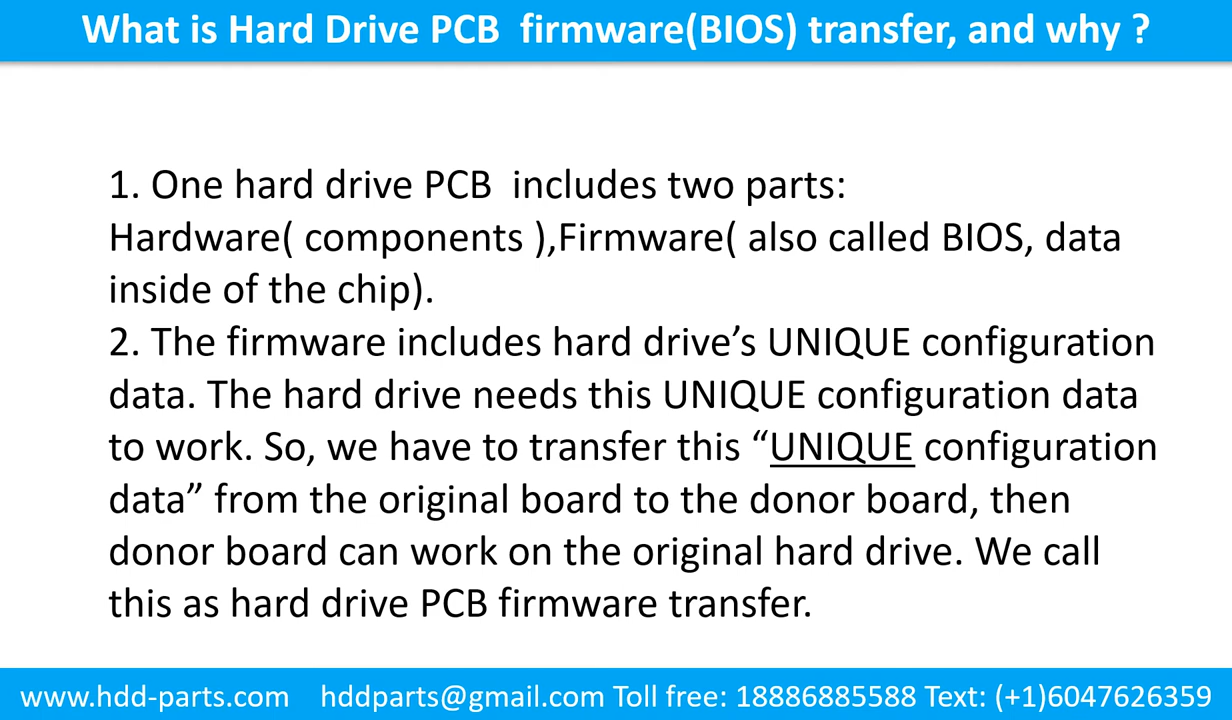 What is Hard Drive PCB  firmware(BIOS) transfer, and why ?
1. One hard drive PCB  includes two parts:
Hardware( components ),Firmware( also called BIOS, data
inside of the chip).
2. The firmware includes hard drive’s UNIQUE configuration
data. The hard drive needs this UNIQUE configuration data
to work. So, we have to transfer this “UNIQUE configuration
data” from the original board to the donor board, then
donor board can work on the original hard drive. We call
this as hard drive PCB firmware transfer.
www.hdd-parts.com    hddparts@gmail.com Toll free: 18886885588 Text: (+1)6047626359